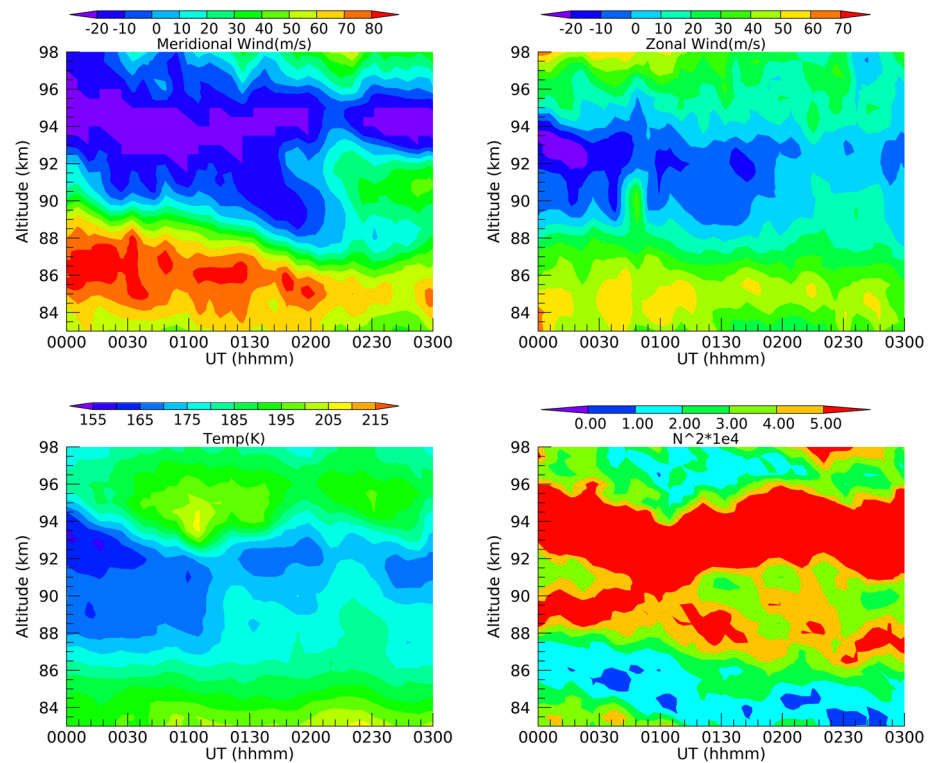 -20 -10 0 10 20 30 40 50 60 70 80
Meridional Wind(m/s)
98
96
94
92
90
88
86
84
Altitude (km)
0000 0030 0100 0130 0200 0230 0300
UT (hhmm)
-20 -10 0 10 20 30 40 50 60 70
Zonal Wind(m/s)
98
96
94
92
90
88
86
84
Altitude (km)
0000 0030 0100 0130 0200 0230 0300
UT (hhmm)
155 165 175 185 195 205 215
Temp(K)
98
96
94
92
90
88
86
84
Altitude (km)
0000 0030 0100 0130 0200 0230 0300
UT (hhmm)
0.00 1.00 2.00 3.00 4.00 5.00
N^2*1e4
98
96
94
92
90
88
86
84
Altitude (km)
0000 0030 0100 0130 0200 0230 0300
UT (hhmm)